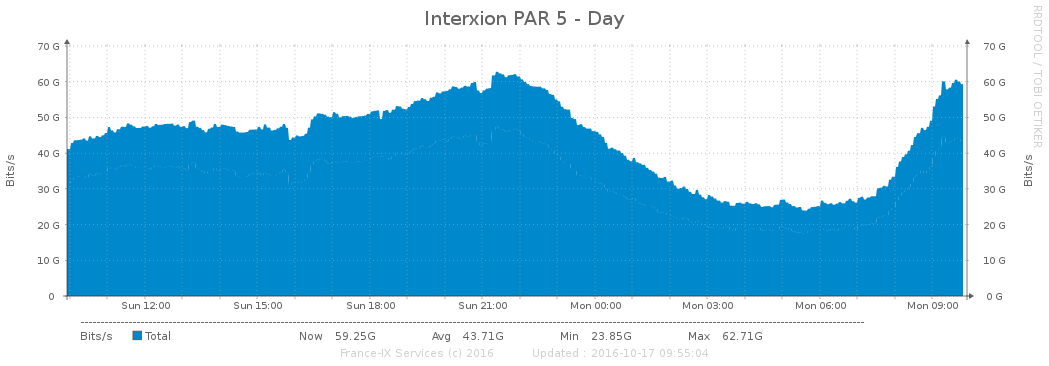 Interxion PAR 5 - Day
RRDTOOL / TOBI OETIKER
Bits/s
70 G 70 G
60 G 60 G
50 G 50 G
40 G 40 G
30 G 30 G
20 G 20 G
10 G 10 G
0 0 G
Bits/s
Sun 12:00 Sun 15:00 Sun 18:00 Sun 21:00 Mon 00:00 Mon 03:00 Mon 06:00 Mon 09:00
Bits/s Total Now 59.25G Avg 43.71G Min 23.85G Max 62.71G
France-IX Services (c) 2016 Updated : 2016-10-17 09:55:04